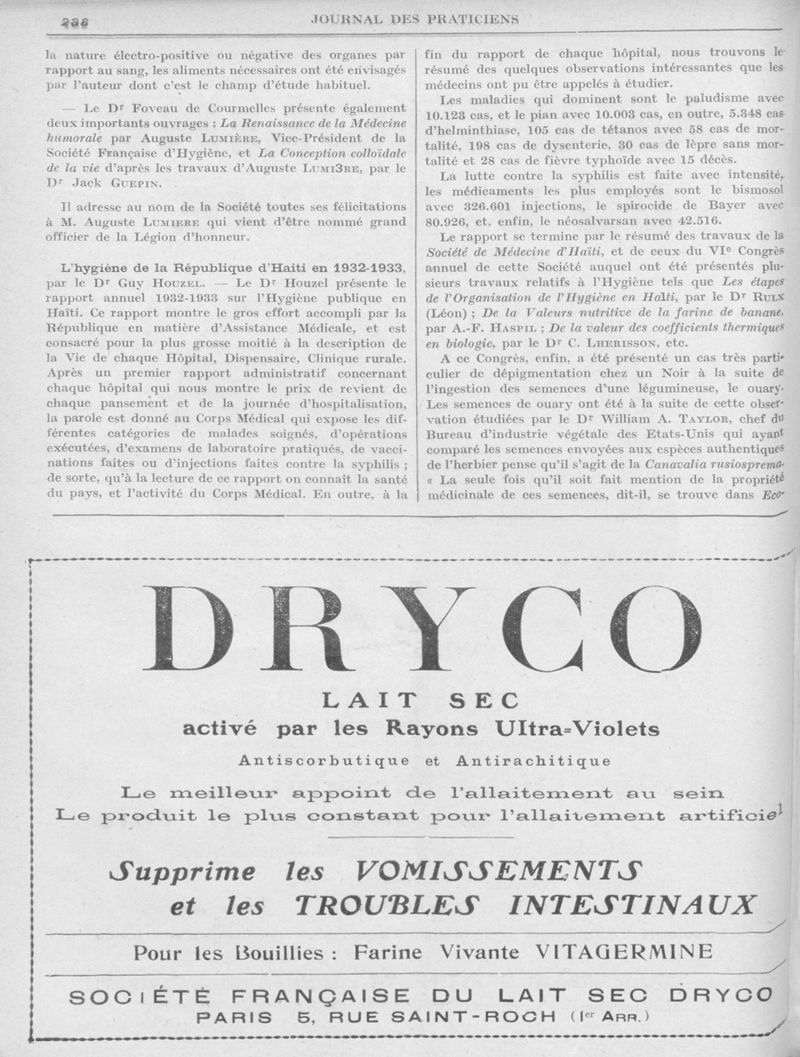 JOURNAL DES PRATICIENS
la nature électro-positive ou négative des organes par
rapport au sang, les aliments nécessaires ont été envisagés
par l'auteur dont c'est le champ d'étude habituel.
— Le Dr Foveau de Courmelles présente également
deux importants ouvrages : La Renaissance de la Médecine
humorale par Auguste LUMIÈRE, Vice-Président de la
Société Française d'Hygiène, et La Conception colloïdale
de la vie d'après les travaux d'Auguste LUMI3RE, par le
Dr Jack GUEPIN.
Il adresse au nom de la Société toutes ses félicitations
à M. Auguste LUMIERE qui vient d'être nommé grand
officier de la Légion d'honneur.
L'hygiène de la République d'Haiti en 1932-1933,
par le Dr Guy HOUZEL. — Le Dr Houzel présente le
rapport annuel 1932-1933 sur l'Hygiène publique en
Haïti. Ce rapport montre le gros effort accompli par la
République en matière d'Assistance Médicale, et est
consacré pour la plus grosse moitié à la description de
la Vie de chaque Hôpital, Dispensaire, Clinique rurale.
Après un premier rapport administratif concernant
chaque hôpital qui nous montre le prix de revient de
chaque pansement et de la journée d'hospitalisation,
la parole est donné au Corps Médical qui expose les dif-
férentes catégories de malades soignés, d'opérations
exécutées, d'examens de laboratoire pratiqués, de vacci-
nations faites ou d'injections faites contre la syphilis ;
de sorte, qu'à la lecture de ce rapport on connaît la santé
du pays, et l'activité du Corps Médical. En outre, à la
fin du rapport de chaque hôpital, nous trouvons le
résumé des quelques observations intéressantes que les
médecins ont pu être appelés à étudier.
Les maladies qui dominent sont le paludisme avec
10.123 cas, et le pian avec 10.003 cas, en outre, 5.348 cas
d'helminthiase, 105 cas de tétanos avec 58 cas de mor-
talité, 198 cas de dysenterie, 30 cas de lèpre sans mor-
talité et 28 cas de fièvre typhoïde avec 15 décès.
La lutte contre la syphilis est faite avec intensité,
les médicaments les plus employés sont le bismosol
avec 326.601 injections, le spirocide de Bayer avec
80.926, et, enfin, le néosalvarsan avec 42.516.
Le rapport se termine par le résumé des travaux de la
Société de Médecine d'Haïti, et de ceux du VIe Congrès
annuel de cette Société auquel ont été présentés plu-
sieurs travaux relatifs à l'Hygiène tels que Les étapes
de l'Organisation de l'Hygiène en Haïti, par le Dr RULX
(Léon) ; De la Valeurs nutritive de la farine de banane,
par A.-F. HASPIL ; De la valeur des coefficients thermiques
en biologie, par le Dr C. LHERISSON, etc.
A ce Congrès, enfin, a été présenté un cas très parti-
culier de dépigmentation chez un Noir à la suite de
l'ingestion des semences d'une légumineuse, le ouary.
Les semences de ouary ont été à la suite de cette obser-
vation étudiées par le Dr William A. TAYLOR, chef du
Bureau d'industrie végétale des Etats-Unis qui ayant
comparé les semences envoyées aux espèces authentiques
de l'herbier pense qu'il s'agit de la Canavalia rusiosprema.
« La seule fois qu'il soit fait mention de la propriété
médicinale de ces semences, dit-il, se trouve dans Eco-
DRYCO
LAIT SEC
activé par les Rayons Ultra=Violets
Antiscorbutique et Antirachitique
Le meilleur appoint de l'allaitement au sein
Le produit le plus constant pour l'allaitement artificiel
Supprime les VOMISSEMENTS
et les TROUBLES INTESTINAUX
Pour les Bouillies : Farine Vivante VITAGERMINE
SOCIÉTÉ FRANÇAISE DU LAIT SEC DRYCO
PARIS 5, RUE SAINT-ROCH (Ier ARR.)